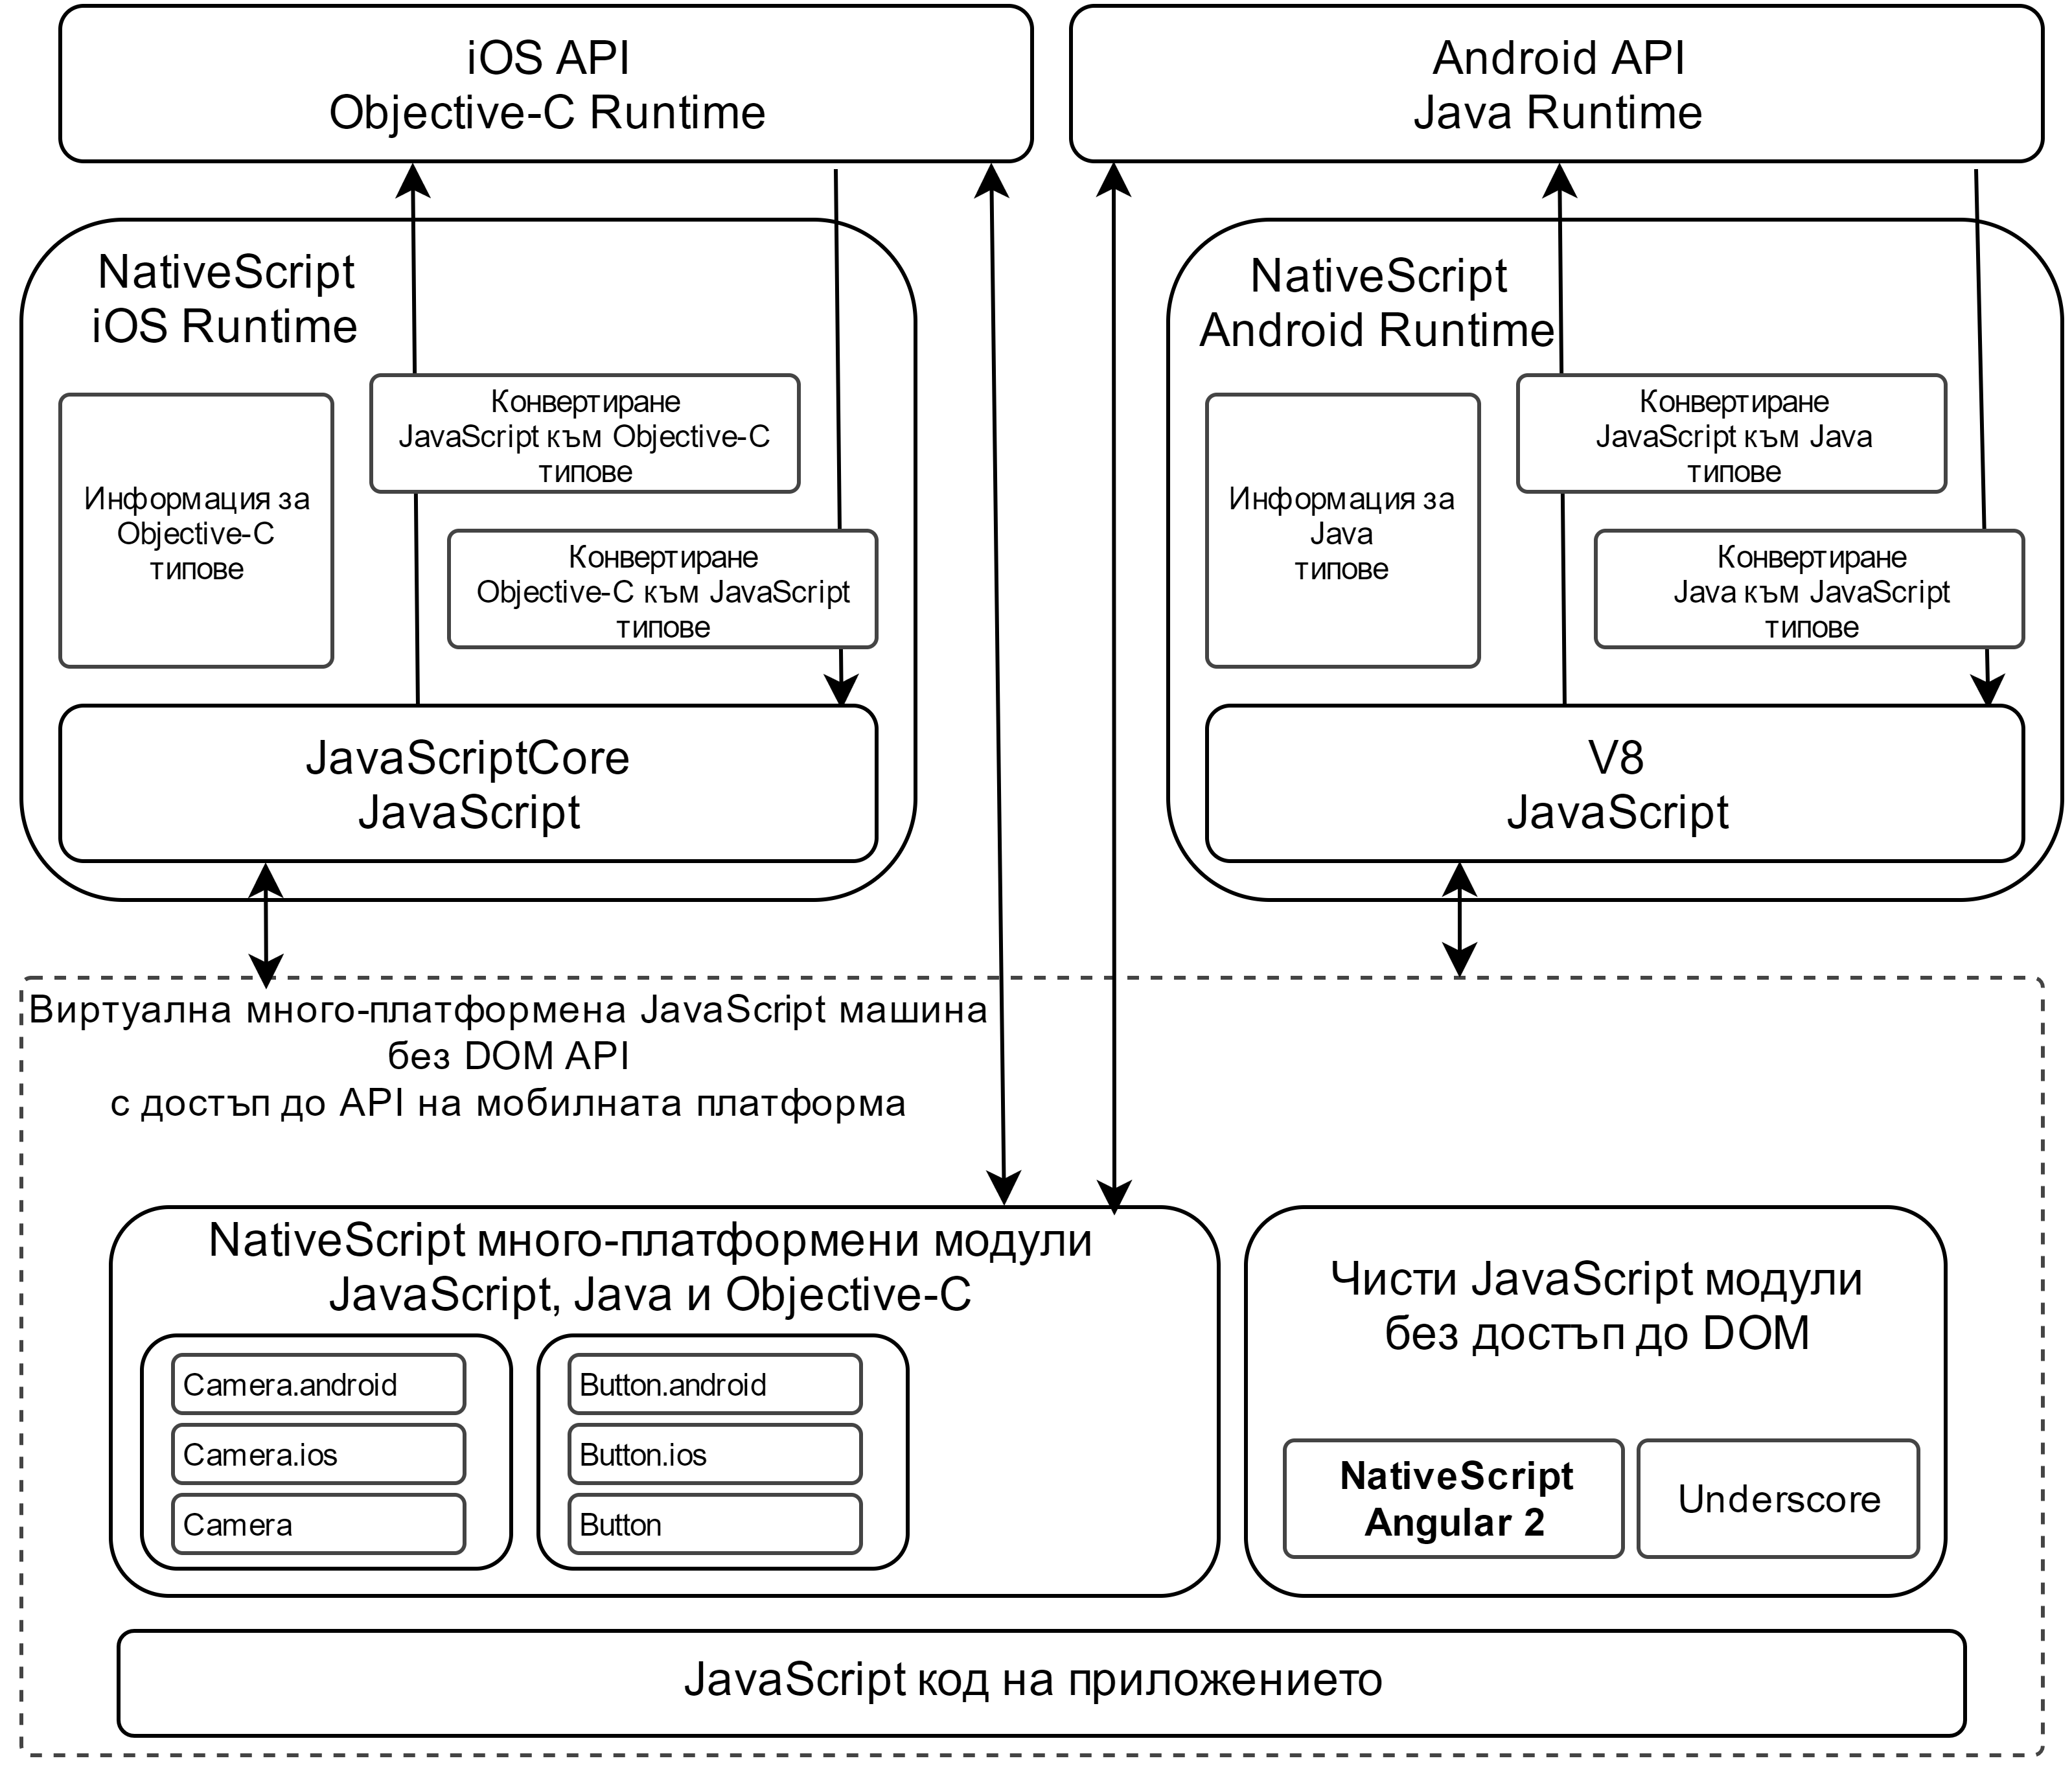 iOS API
Objective-C Runtime
Android API
Java Runtime
NativeScript
iOS Runtime
Конвертиране
JavaScript към Objective-C
типове
Информация за
Objective-C
типове
Конвертиране
Objective-C към JavaScript
типове
JavaScriptCore
JavaScript
NativeScript
Android Runtime
Конвертиране
JavaScript към Java
типове
Информация за
Java
типове
Конвертиране
Java към JavaScript
типове
V8
JavaScript
Виртуална много-платформена JavaScript машина
без DOM API
с достъп до API на мобилната платформа
NativeScript много-платформени модули
JavaScript, Java и Objective-C
Camera.android
Camera.ios
Camera
Button.android
Button.ios
Button
Чисти JavaScript модули
без достъп до DOM
NativeScript
Angular 2
Underscore
JavaScript код на приложението